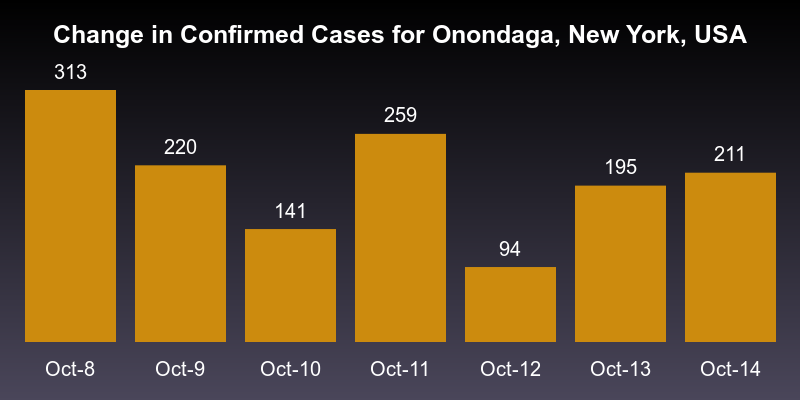 Change in Confirmed Cases for Onondaga, New York, USA
313
220
141
259
94
195
211
Oct-8
Oct-9
Oct-10
Oct-11
Oct-12
Oct-13
Oct-14